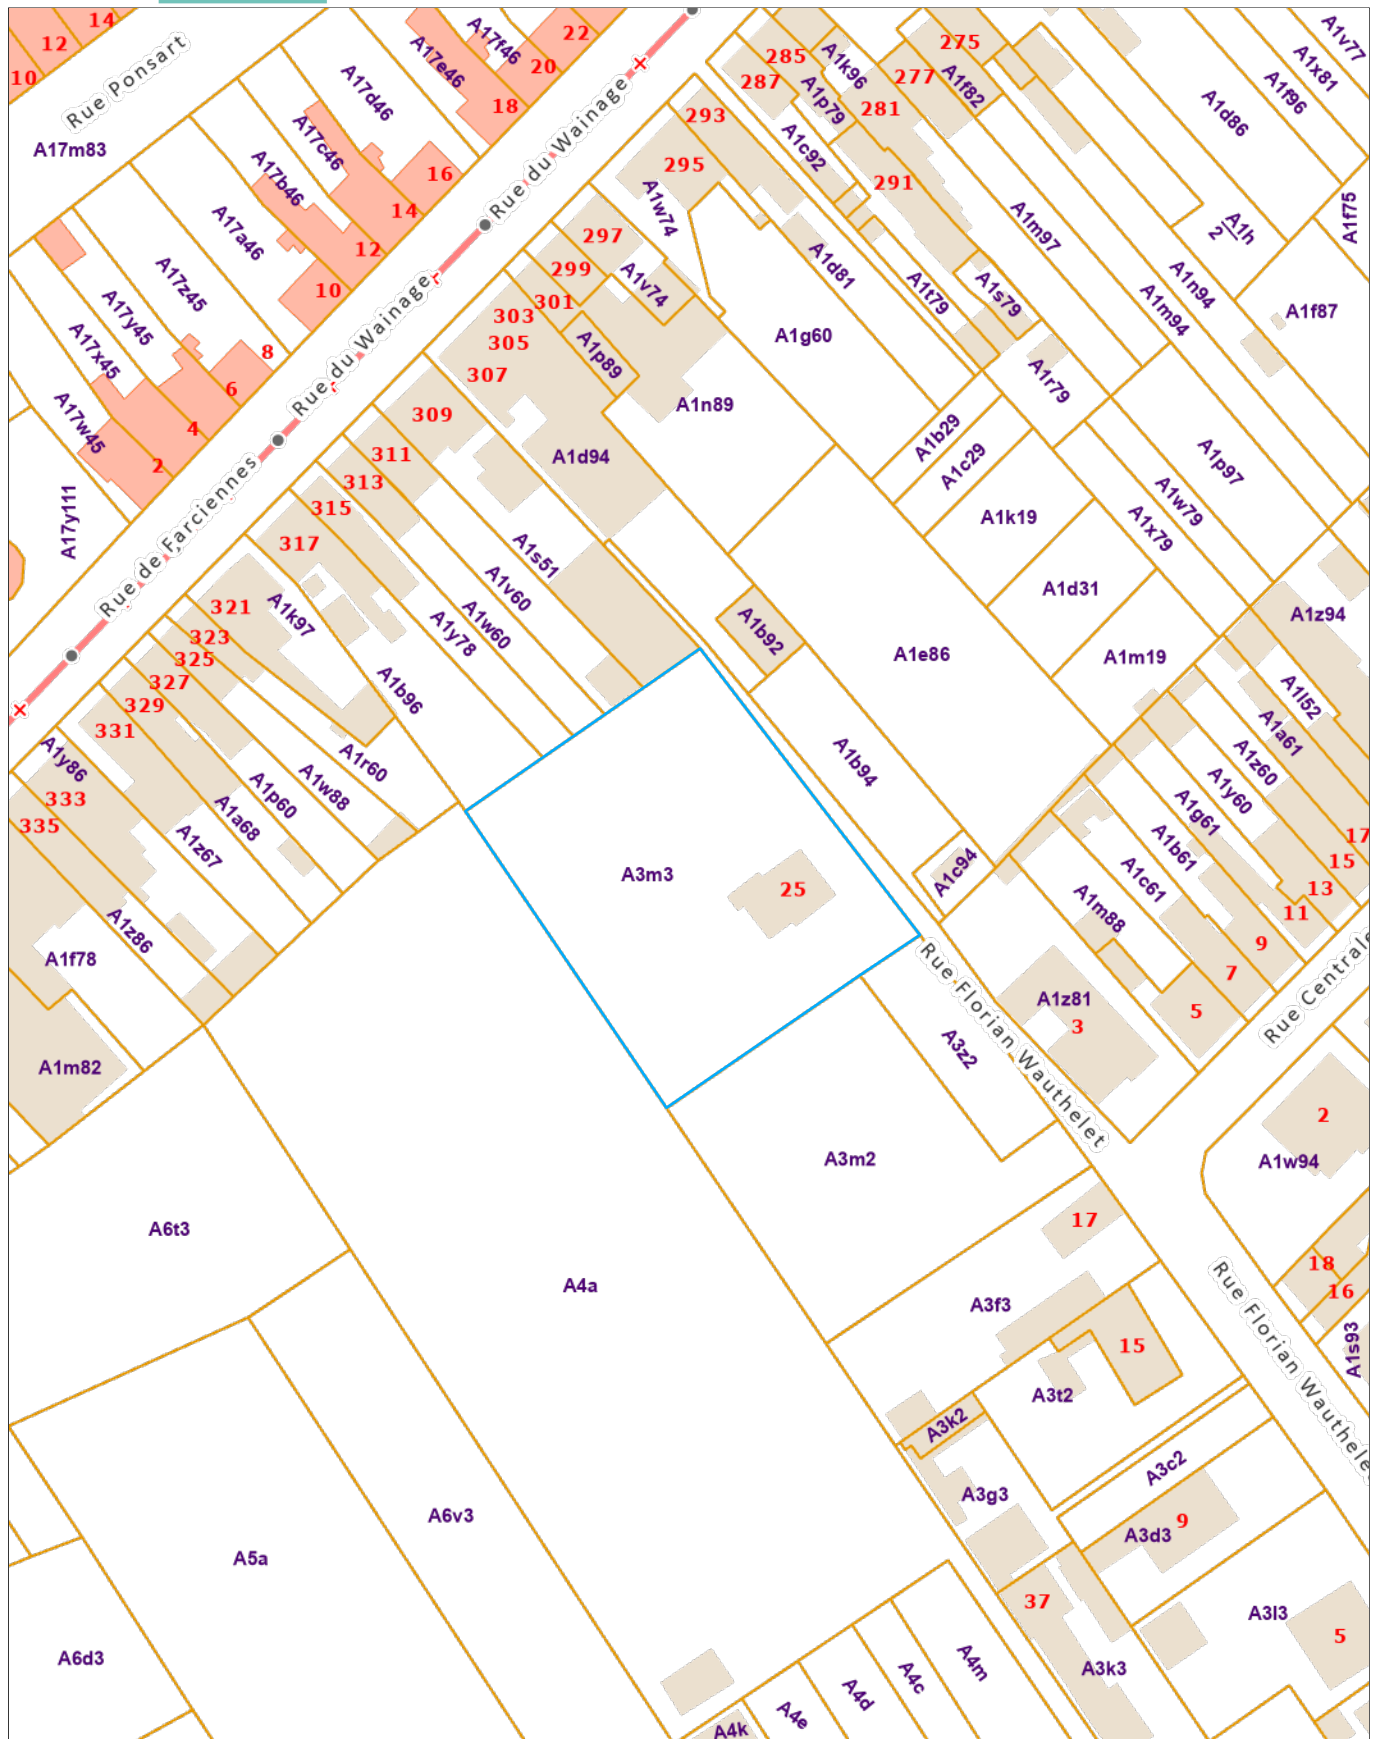 14
12
10
Rue Ponsart
A17m83
A17f46
A17e46
22
20
18
A17d46
A17c46
A17b46
A17a46
16
14
12
10
Rue du Wainage
A17z45
A17y45
A17x45
A17w45
8
6
4
2
A17y111
Rue du Wainage
Rue de Farciennes
285
287
A1k96
A1p79
275
277
A1f82
281
291
293
295
A1c92
A1w74
A1v77
A1x81
A1f96
A1d86
A1f75
A1h
2
A1m97
A1n94
A1m94
A1f87
297
299
301
303
305
307
A1v74
A1p89
A1d81
A1t79
A1s79
A1r79
A1g60
A1n89
A1d94
309
311
313
315
317
A1b29
A1c29
A1k19
A1d31
A1m19
A1p97
A1w79
A1x79
A1s51
A1v60
A1w60
A1y78
A1k97
A1b96
321
323
325
327
329
331
A1y86
333
335
A1r60
A1w88
A1p60
A1a68
A1z67
A1z86
A1f78
A1m82
A1b92
A1e86
A1b94
A1c94
A1z94
A1l52
A1a61
A1z60
A1y60
A1g61
A1b61
A1c61
A1m88
17
15
13
11
9
7
5
A3m3
25
A1z81
3
Rue Centrale
Rue Florian Wauthelet
A3z2
A3m2
2
A1w94
18
16
A1s93
17
A6t3
A4a
A3f3
15
A3t2
A3k2
Rue Florian Wauthele
A3c2
A3g3
A3d3
9
A6v3
A5a
A6d3
37
A3l3
5
A3k3
A4m
A4c
A4d
A4e
A4k